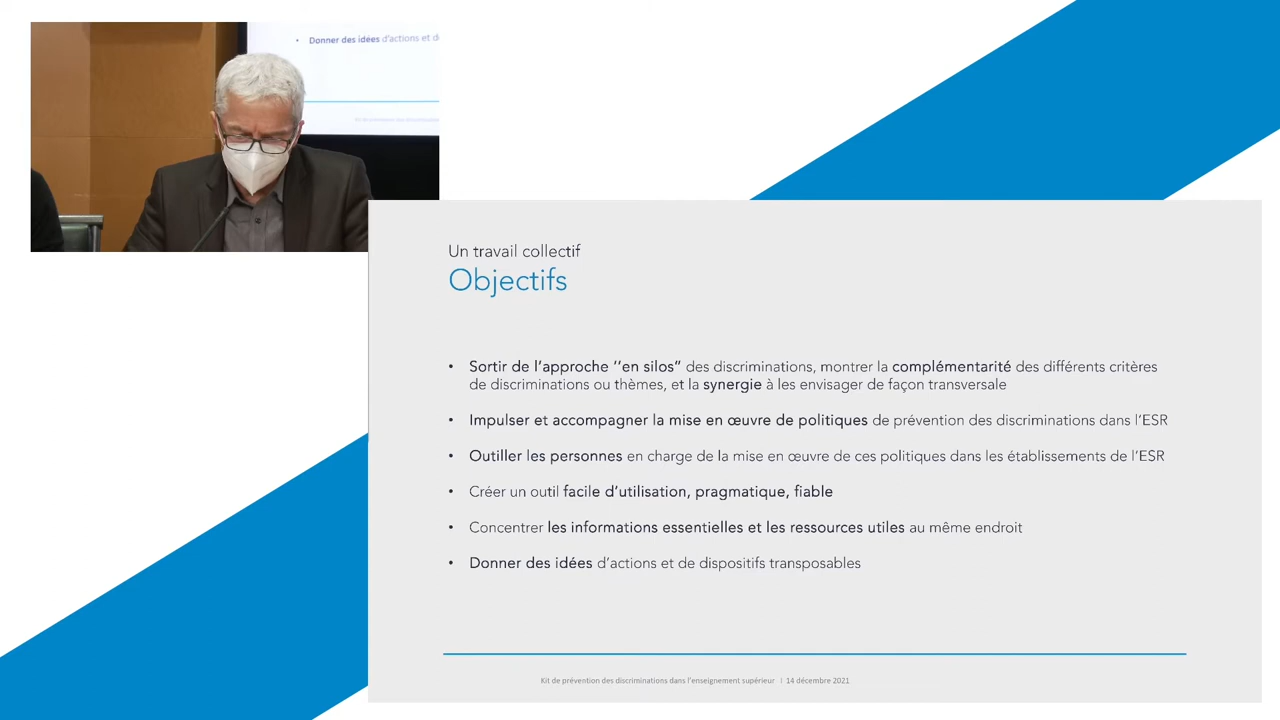 • Donner des idées d'actions et d
Un travail collectif
Objectifs
• Sortir de l'approche ''en silos" des discriminations, montrer la complémentarité des différents critères
de discriminations ou thèmes, et la synergie à les envisager de façon transversale
• Impulser et accompagner la mise en œuvre de politiques de prévention des discriminations dans l'ESR
• Outiller les personnes en charge de la mise en œuvre de ces politiques dans les établissements de l'ESR
• Créer un outil facile d'utilisation, pragmatique, fiable
• Concentrer les informations essentielles et les ressources utiles au même endroit
• Donner des idées d'actions et de dispositifs transposables
Kit de prévention des discriminations dans l'enseignement supérieur | 14 décembre 2021